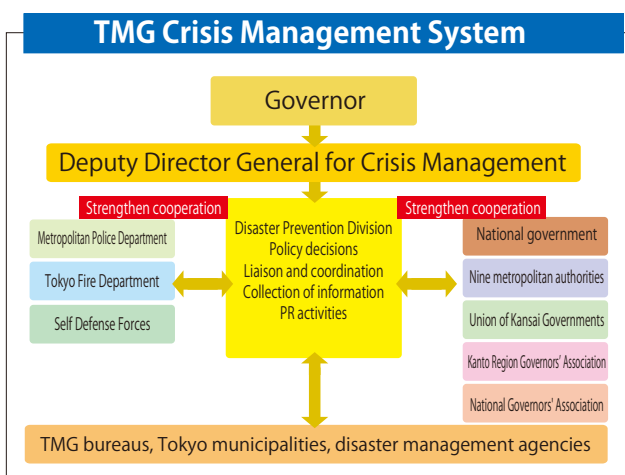 TMG Crisis Management System
Governor
Deputy Director General for Crisis Management
Strengthen cooperation
Strengthen cooperation
Metropolitan Police Department
Tokyo Fire Department
Self Defense Forces
Disaster Prevention Division
Policy decisions
Liaison and coordination
Collection of information
PR activities
National government
Nine metropolitan authorities
Union of Kansai Governments
Kanto Region Governors' Association
National Governors' Association
TMG bureaus, Tokyo municipalities, disaster management agencies